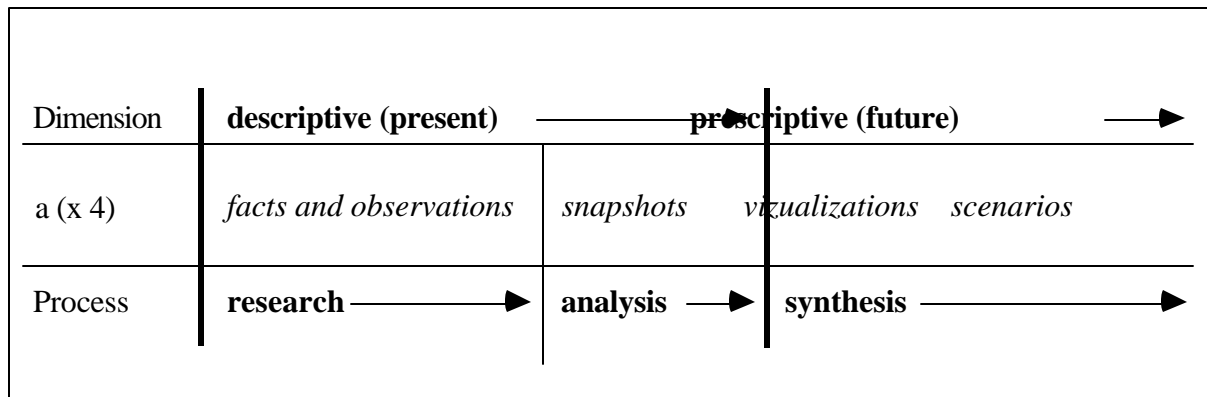 Dimension descriptive (present) prescriptive (future)
a (x 4) facts and observations snapshots vizualizations scenarios
Process research analysis synthesis